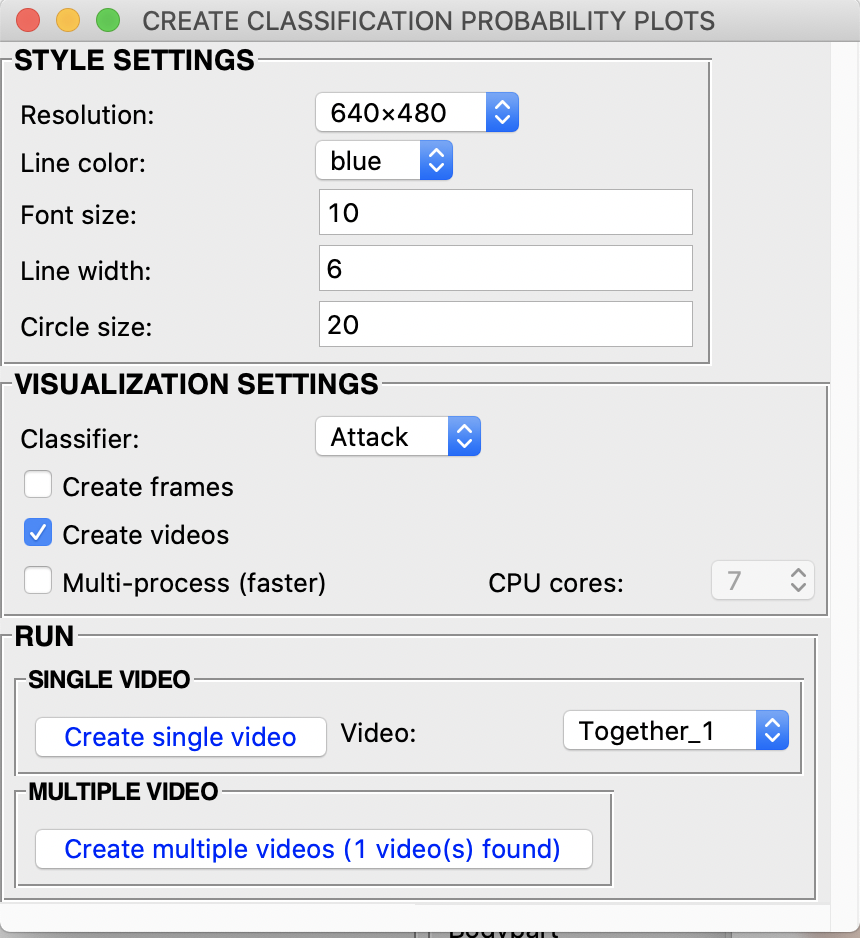 CREATE CLASSIFICATION PROBABILITY PLOTS
STYLE SETTINGS
Resolution: 640×480
Line color: blue
Font size: 10
Line width: 6
Circle size: 20
VISUALIZATION SETTINGS
Classifier: Attack
Create frames
Create videos
Multi-process (faster) CPU cores: 7
RUN
SINGLE VIDEO
Create single video Video: Together_1
MULTIPLE VIDEO
Create multiple videos (1 video(s) found)